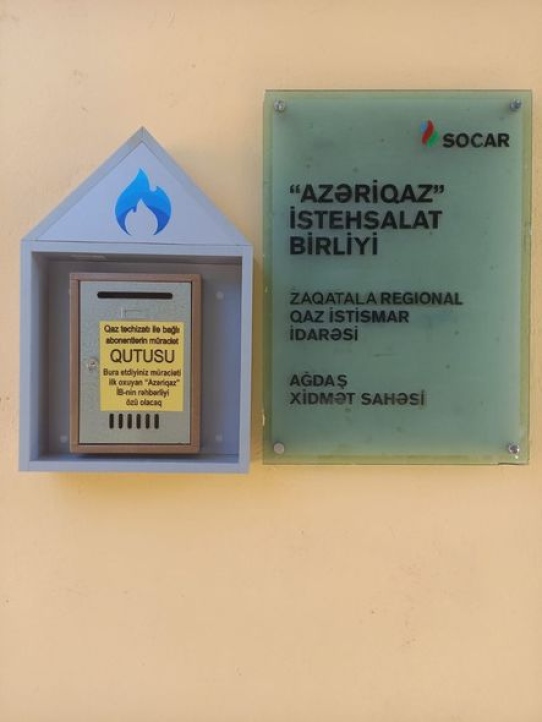 Qaz təchizatı ilə bağlı
abonentlərin müraciət
QUTUSU
Bura etdiyiniz müraciəti
ilk oxuyan "Azəriqaz"
İB-nin rəhbərliyi
özü olacaq
SOCAR
"AZƏRİQAZ"
İSTEHSALAT
BİRLİYİ
ZAQATALA REGIONAL
QAZ İSTİSMAR
İDARƏSİ
AĞDAŞ
XİDMƏT SAHƏSİ